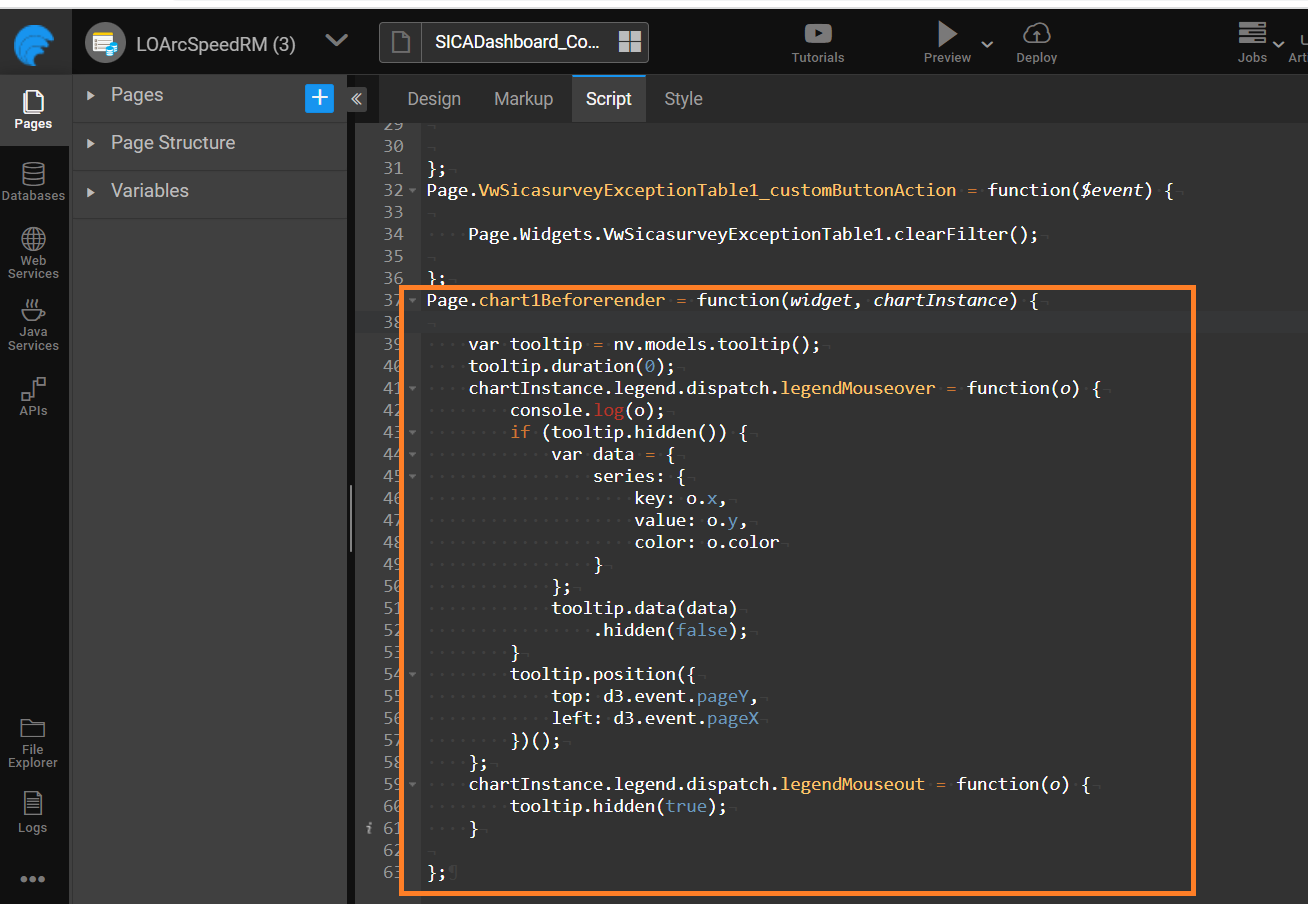 LOArcSpeedRM (3)
SICADashboard_Co...
Tutorials
Preview
Deploy
Jobs
Pages
Databases
Web
Services
Java
Services
APIs
File
Explorer
Logs
Pages
Page Structure
Variables
Design
Markup
Script
Style
29
30
31 };
32 Page.VwSicasurveyExceptionTable1_customButtonAction = function($event) {
33
34 Page.Widgets.VwSicasurveyExceptionTable1.clearFilter();
35
36 };
37 Page.chart1Beforerender = function(widget, chartInstance) {
38
39 var tooltip = nv.models.tooltip();
40 tooltip.duration(0);
41 chartInstance.legend.dispatch.legendMouseover = function(o) {
42 console.log(o);
43 if (tooltip.hidden()) {
44 var data = {
45 series: {
46 key: o.x,
47 value: o.y,
48 color: o.color
49 }
50 };
51 tooltip.data(data)
52 .hidden(false);
53 }
54 tooltip.position({
55 top: d3.event.pageY,
56 left: d3.event.pageX
57 })();
58 };
59 chartInstance.legend.dispatch.legendMouseout = function(o) {
60 tooltip.hidden(true);
61 }
62
63 };